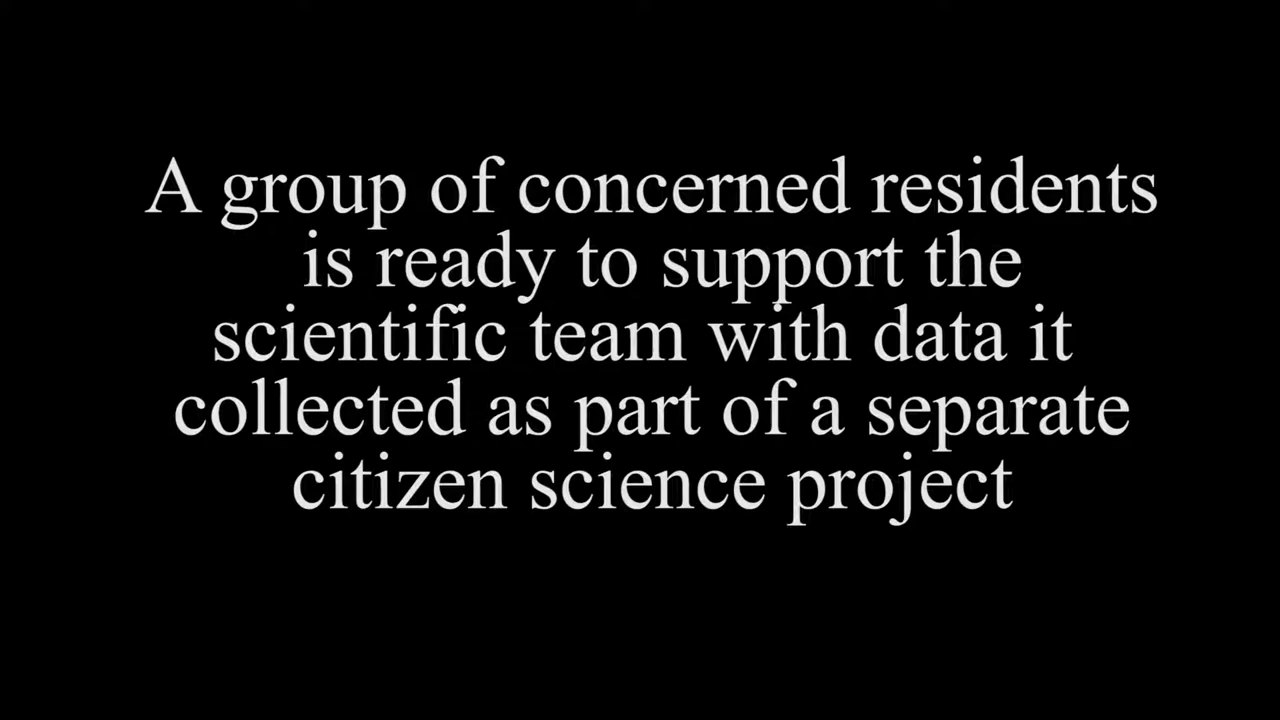 A group of concerned residents
is ready to support the
scientific team with data it
collected as part of a separate
citizen science project